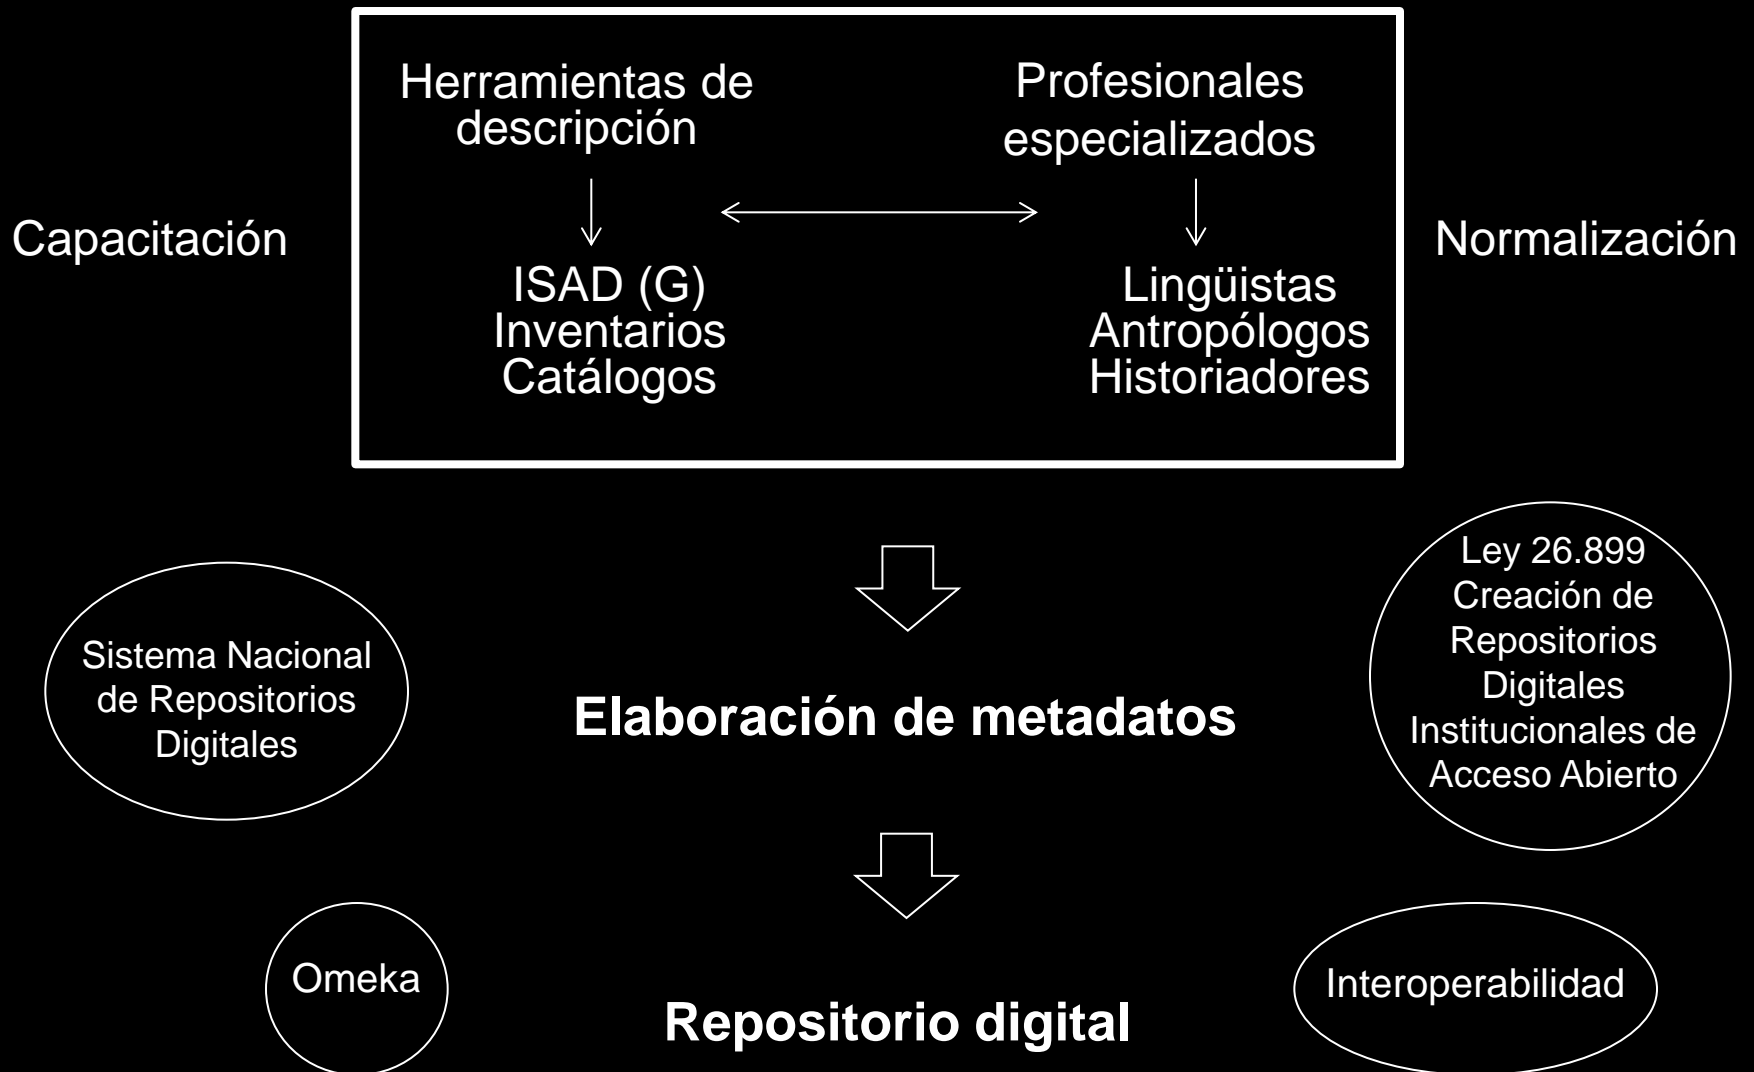 Herramientas de
descripción
Profesionales
especializados
Capacitación
Normalización
ISAD (G)
Inventarios
Catálogos
Lingüistas
Antropólogos
Historiadores
Sistema Nacional
de Repositorios
Digitales
Elaboración de metadatos
Ley 26.899
Creación de
Repositorios
Digitales
Institucionales de
Acceso Abierto
Omeka
Repositorio digital
Interoperabilidad